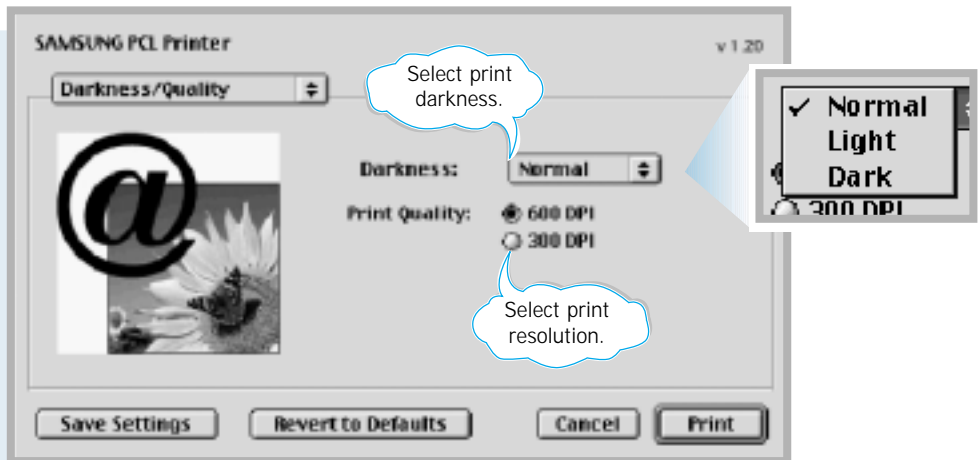 SAMSUNG PCL Printer
v 1.20
Darkness/Quality
Select print
darkness.
Darkness:
Normal
Print Quality:
600 DPI
300 DPI
Select print
resolution.
Save Settings
Revert to Defaults
Cancel
Print
Normal
Light
Dark
300 DPI